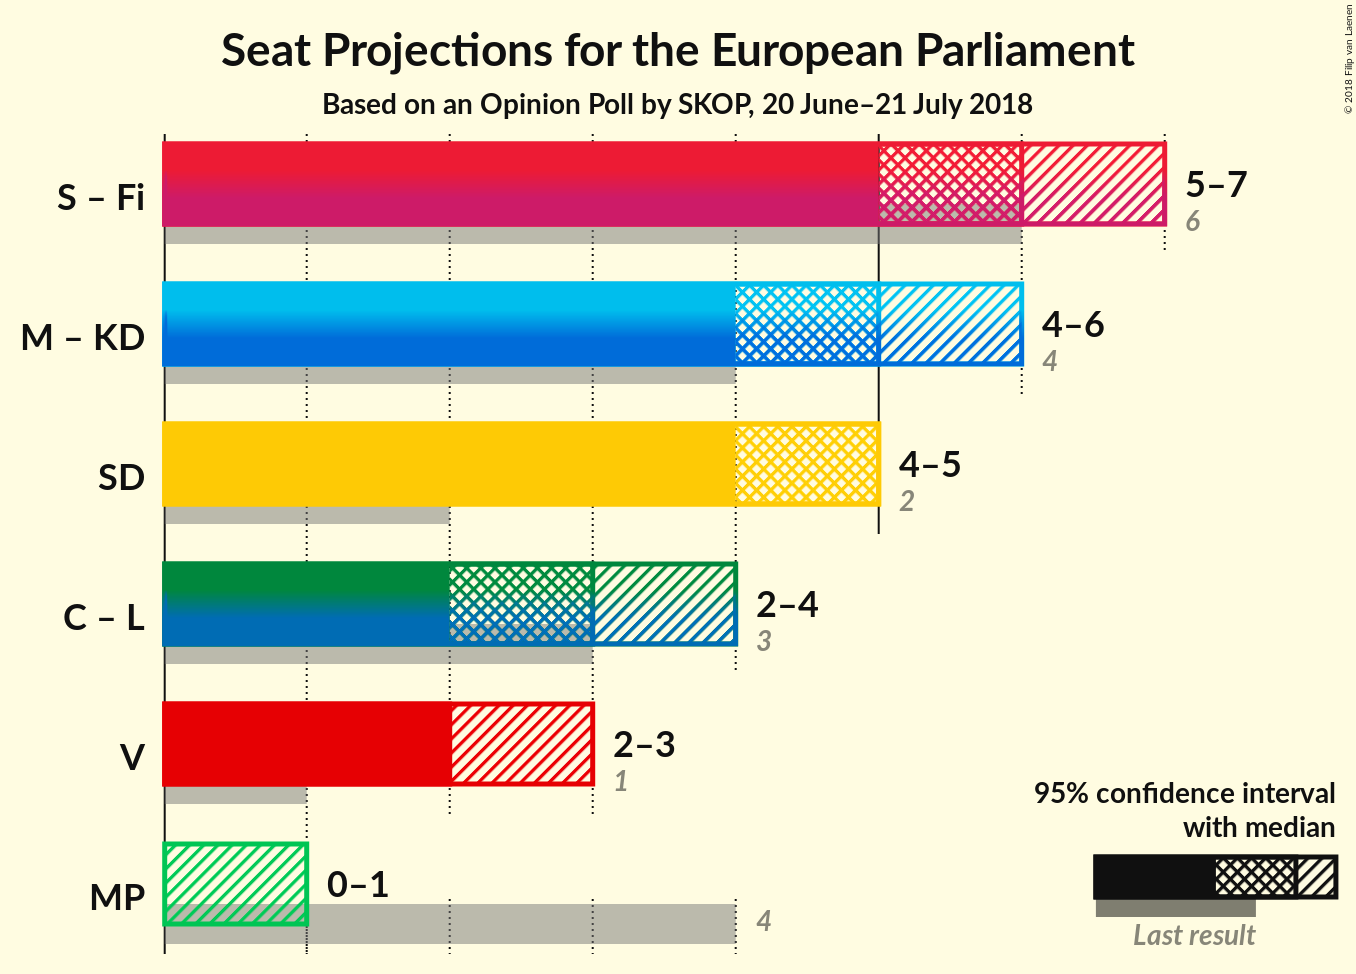 Seat Projections for the European Parliament
Based on an Opinion Poll by SKOP, 20 June–21 July 2018
© 2018 Filip van Laenen
S – Fi
5–7
6
M – KD
4–6
4
SD
4–5
2
C – L
2–4
3
V
2–3
1
MP
0–1
4
95% confidence interval
with median
Last result